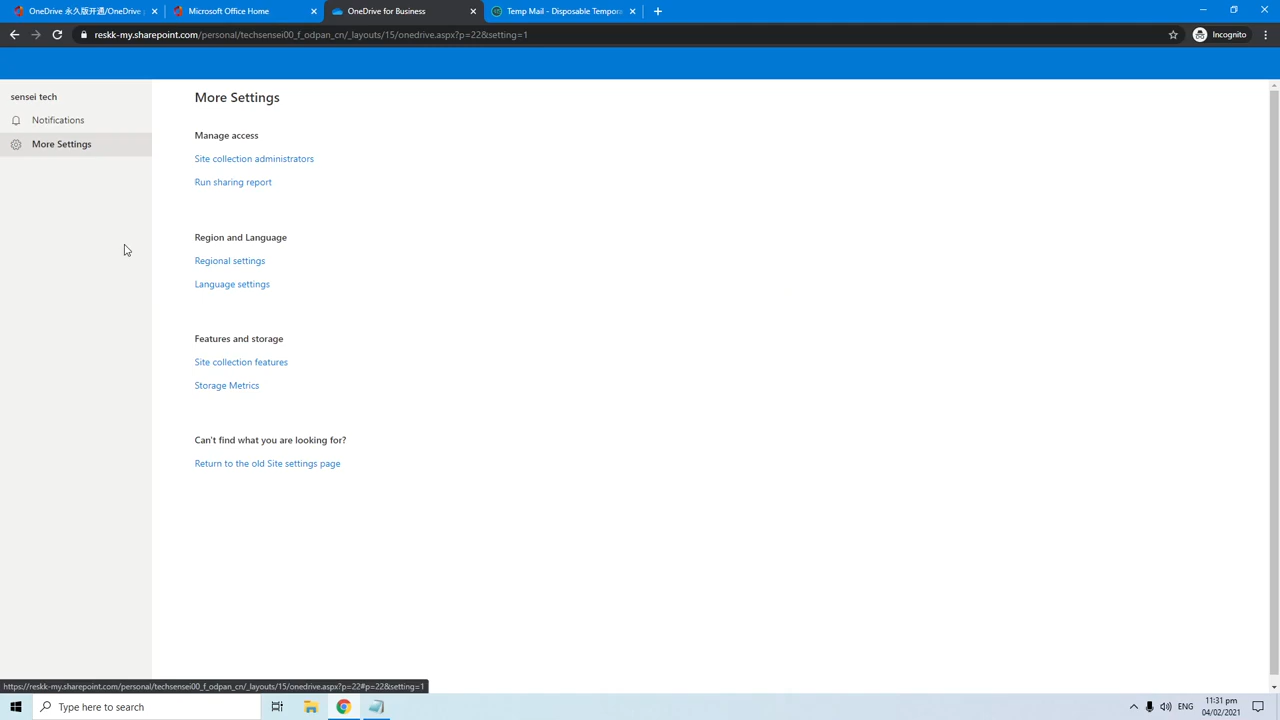 OneDrive 永久版开通/OneDrive
Microsoft Office Home
OneDrive for Business
Temp Mail - Disposable Tempora
reskk-my.sharepoint.com/personal/techsensei00_f_odpan_cn/_layouts/15/onedrive.aspx?p=22&setting=1
Incognito
sensei tech
Notifications
More Settings
More Settings
Manage access
Site collection administrators
Run sharing report
Region and Language
Regional settings
Language settings
Features and storage
Site collection features
Storage Metrics
Can't find what you are looking for?
Return to the old Site settings page
https://reskk-my.sharepoint.com/personal/techsensei00_f_odpan_cn/_layouts/15/onedrive.aspx?p=22#p=22&setting=1
Type here to search
ENG
11:31 pm
04/02/2021